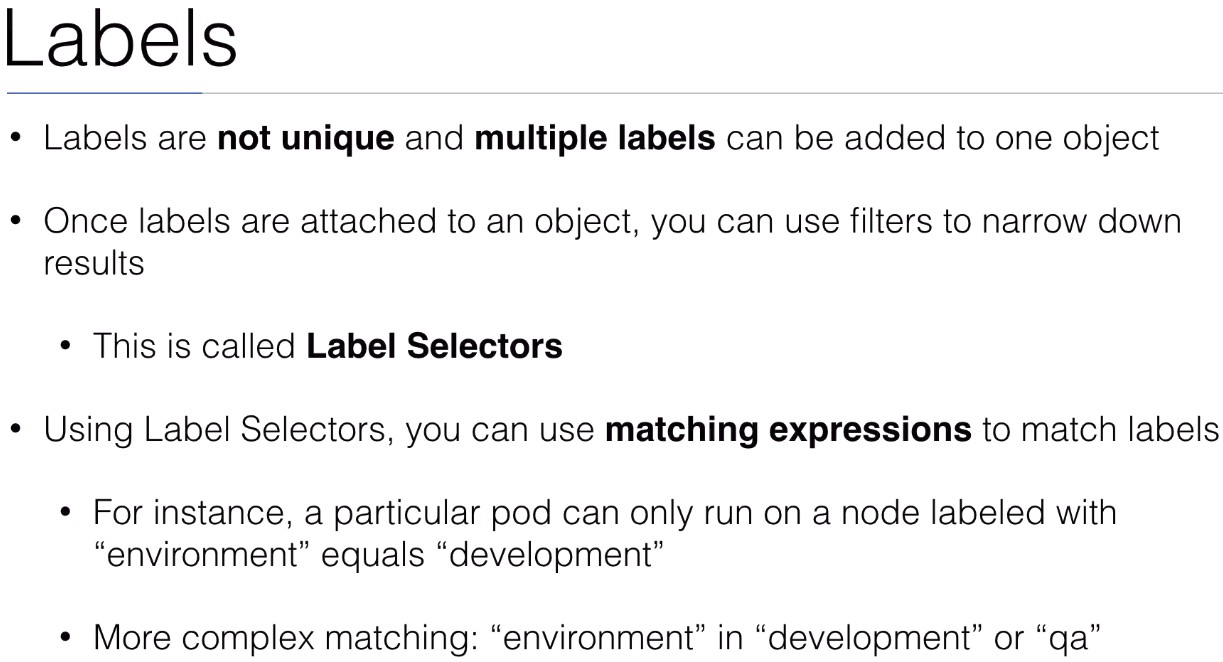 Labels
• Labels are not unique and multiple labels can be added to one object
• Once labels are attached to an object, you can use filters to narrow down
results
• This is called Label Selectors
• Using Label Selectors, you can use matching expressions to match labels
• For instance, a particular pod can only run on a node labeled with
“environment” equals “development”
• More complex matching: “environment” in “development” or “qa”